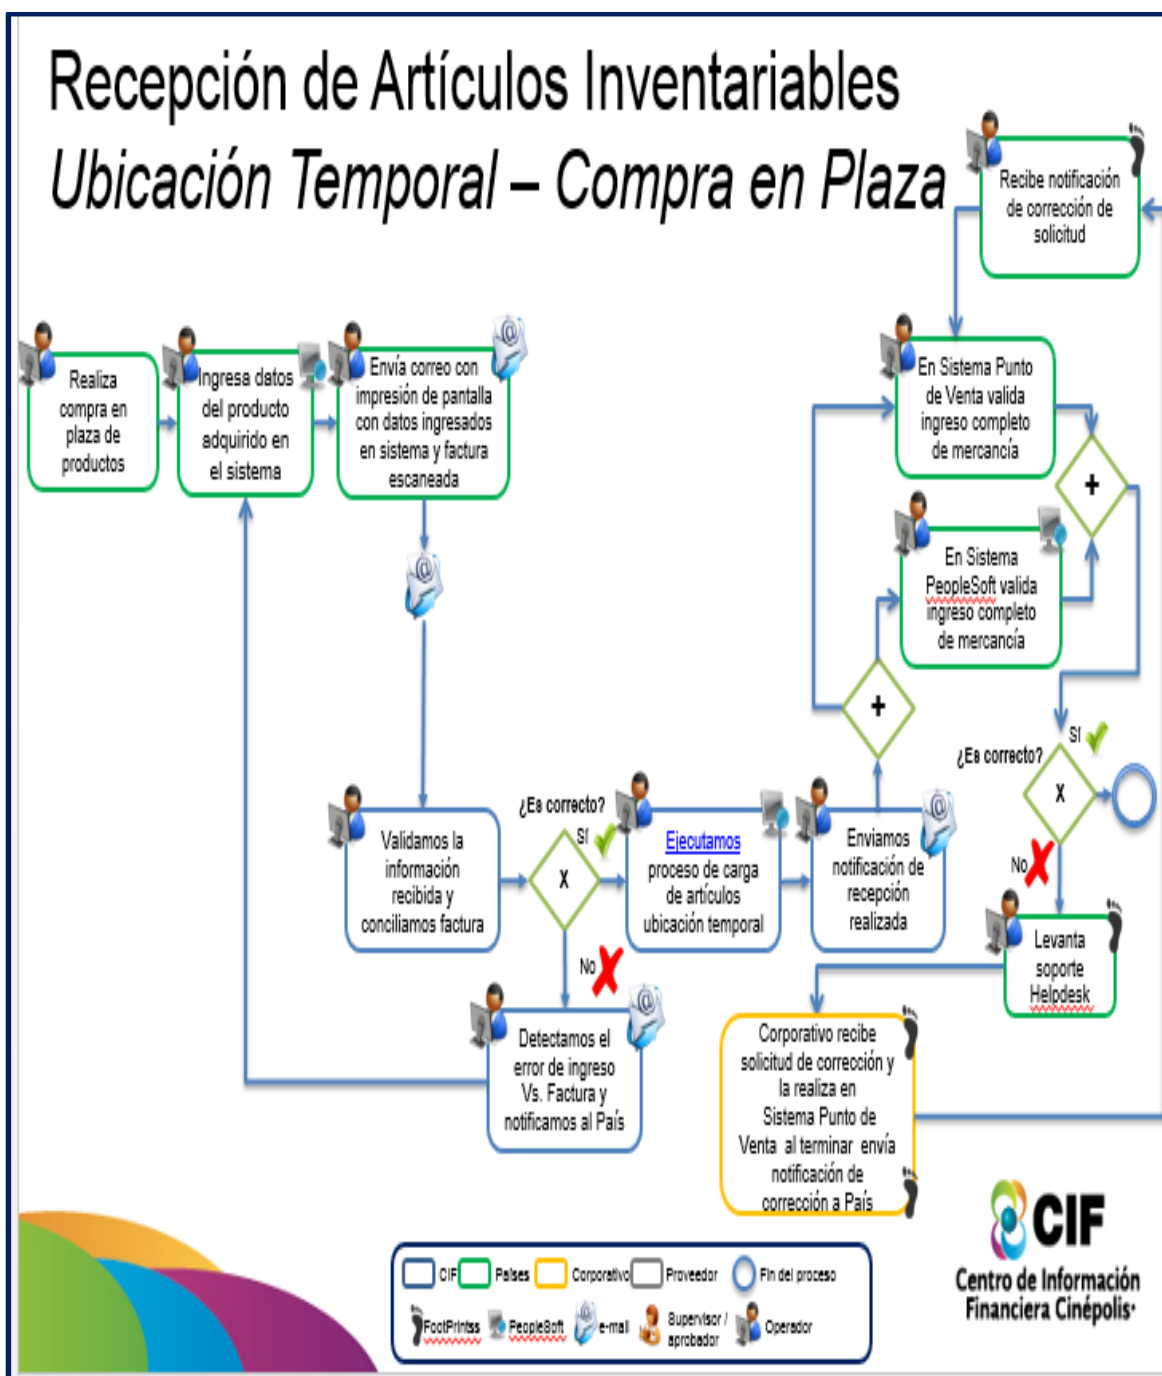 Recepción de Artículos Inventariables
Ubicación Temporal – Compra en Plaza
Recibe notificación
de corrección de
solicitud
Realiza
compra en
plaza de
productos
Ingresa datos
del producto
adquirido en
el sistema
Envía correo con
impresión de pantalla
con datos ingresados
en sistema y factura
escaneada
En Sistema Punto
de Venta valida
ingreso completo
de mercancía
+
En Sistema
PeopleSoft valida
ingreso completo
de mercancía
+
Validamos la
información
recibida y
conciliamos factura
¿Es correcto?
Sí
X
No
Ejecutamos
proceso de carga
de artículos
ubicación temporal
Enviamos
notificación de
recepción
realizada
¿Es correcto?
Sí
X
No
Levanta
soporte
Helpdesk
Detectamos el
error de ingreso
Vs. Factura y
notificamos al País
Corporativo recibe
solicitud de corrección y
la realiza en
Sistema Punto de
Venta al terminar envía
notificación de
corrección a País
CIF
Centro de Información
Financiera Cinépolis
CIF
Países
Corporativo
Proveedor
Fin del proceso
FootPrintss
PeopleSoft
e-mail
Supervisor /
aprobador
Operador